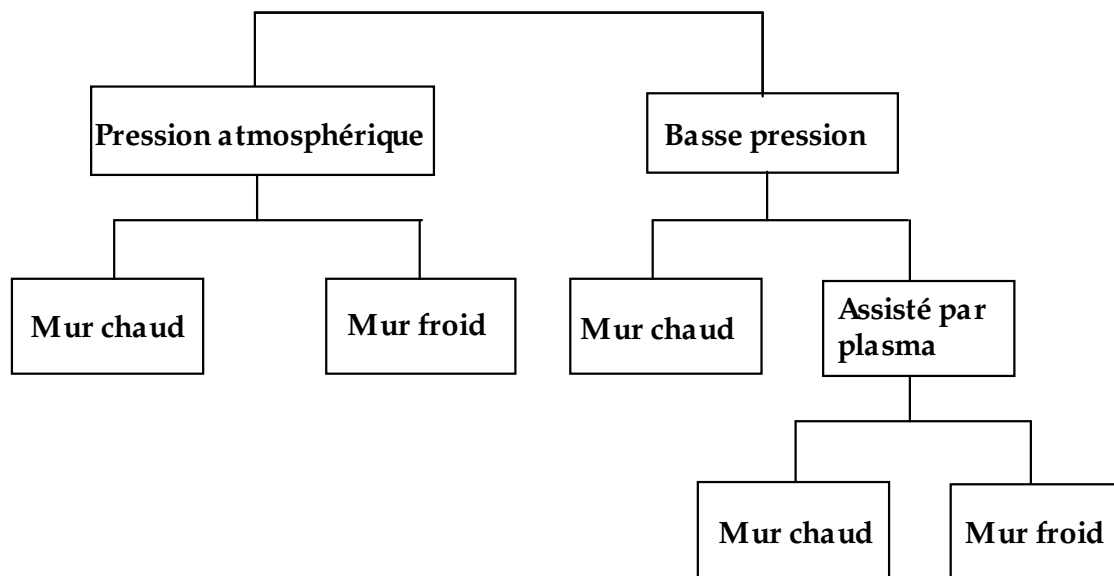 Pression atmosphérique
Basse pression
Mur chaud
Mur froid
Mur chaud
Assisté par
plasma
Mur chaud
Mur froid